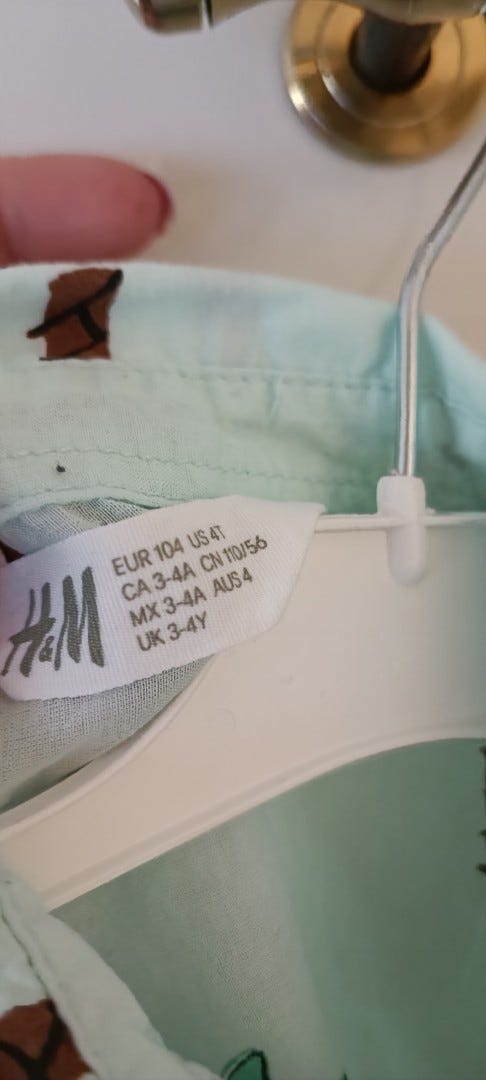 H&M
EUR 104 US 4T
CA 3-4A CN 110/56
MX 3-4A AUS 4
UK 3-4Y